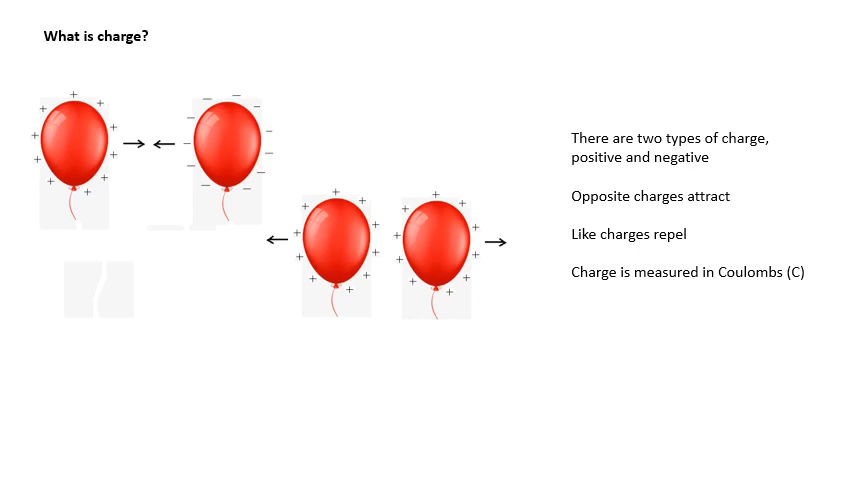 What is charge?
There are two types of charge,
positive and negative
Opposite charges attract
Like charges repel
Charge is measured in Coulombs (C)